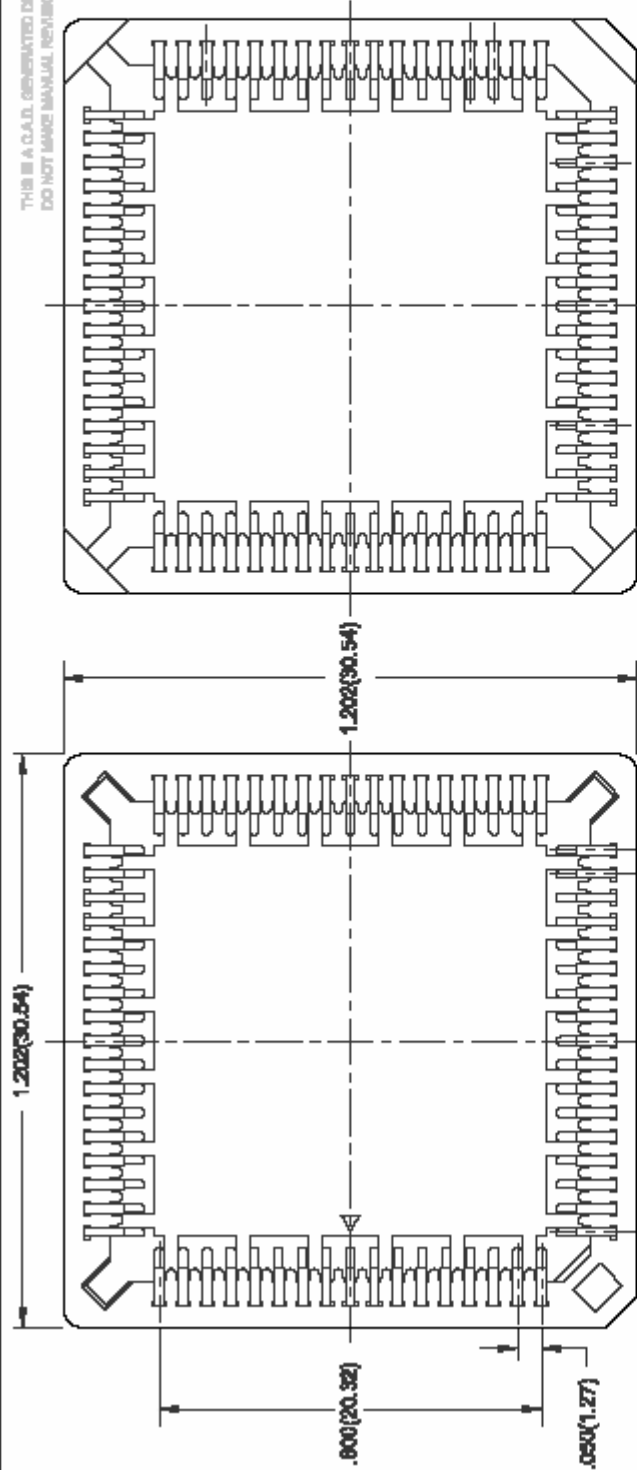 THIS IS A C.A.D. GENERATED
DO NOT MAKE MANUAL
1.202(30.54)
1.202(30.54)
.800(20.32)
.050(1.27)